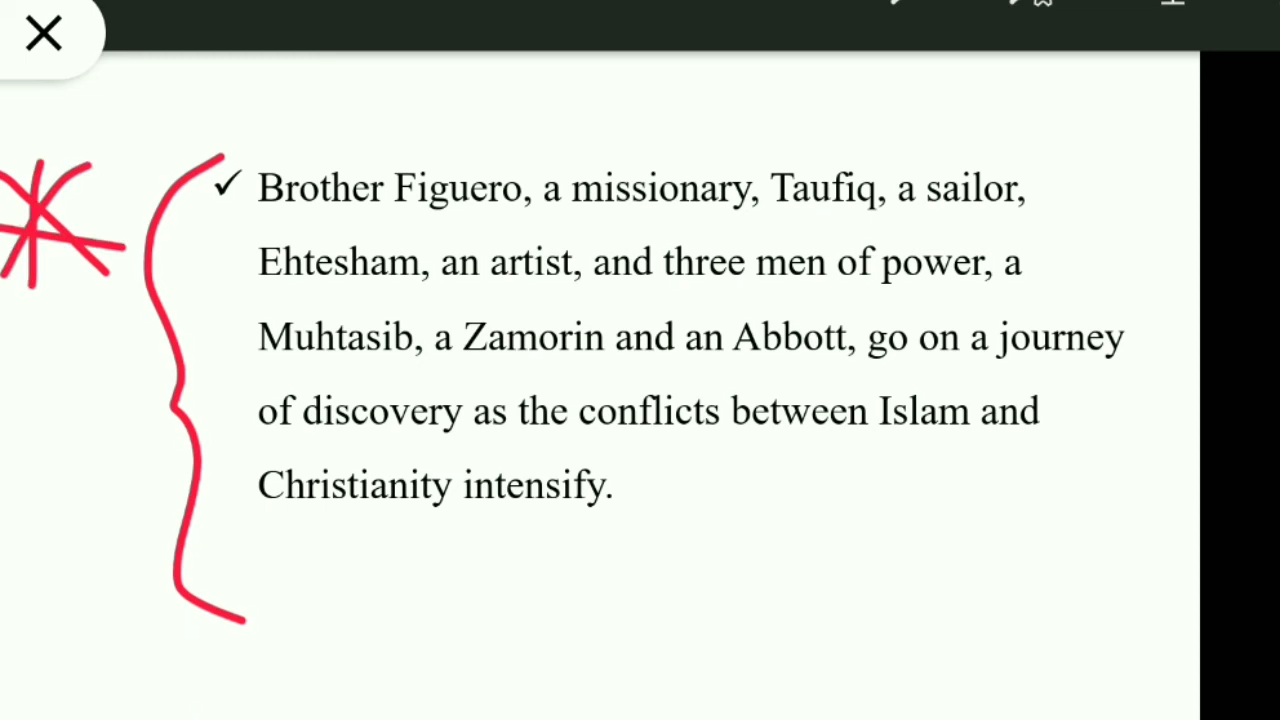 ✓ Brother Figuero, a missionary, Taufiq, a sailor,
Ehtesham, an artist, and three men of power, a
Muhtasib, a Zamorin and an Abbott, go on a journey
of discovery as the conflicts between Islam and
Christianity intensify.